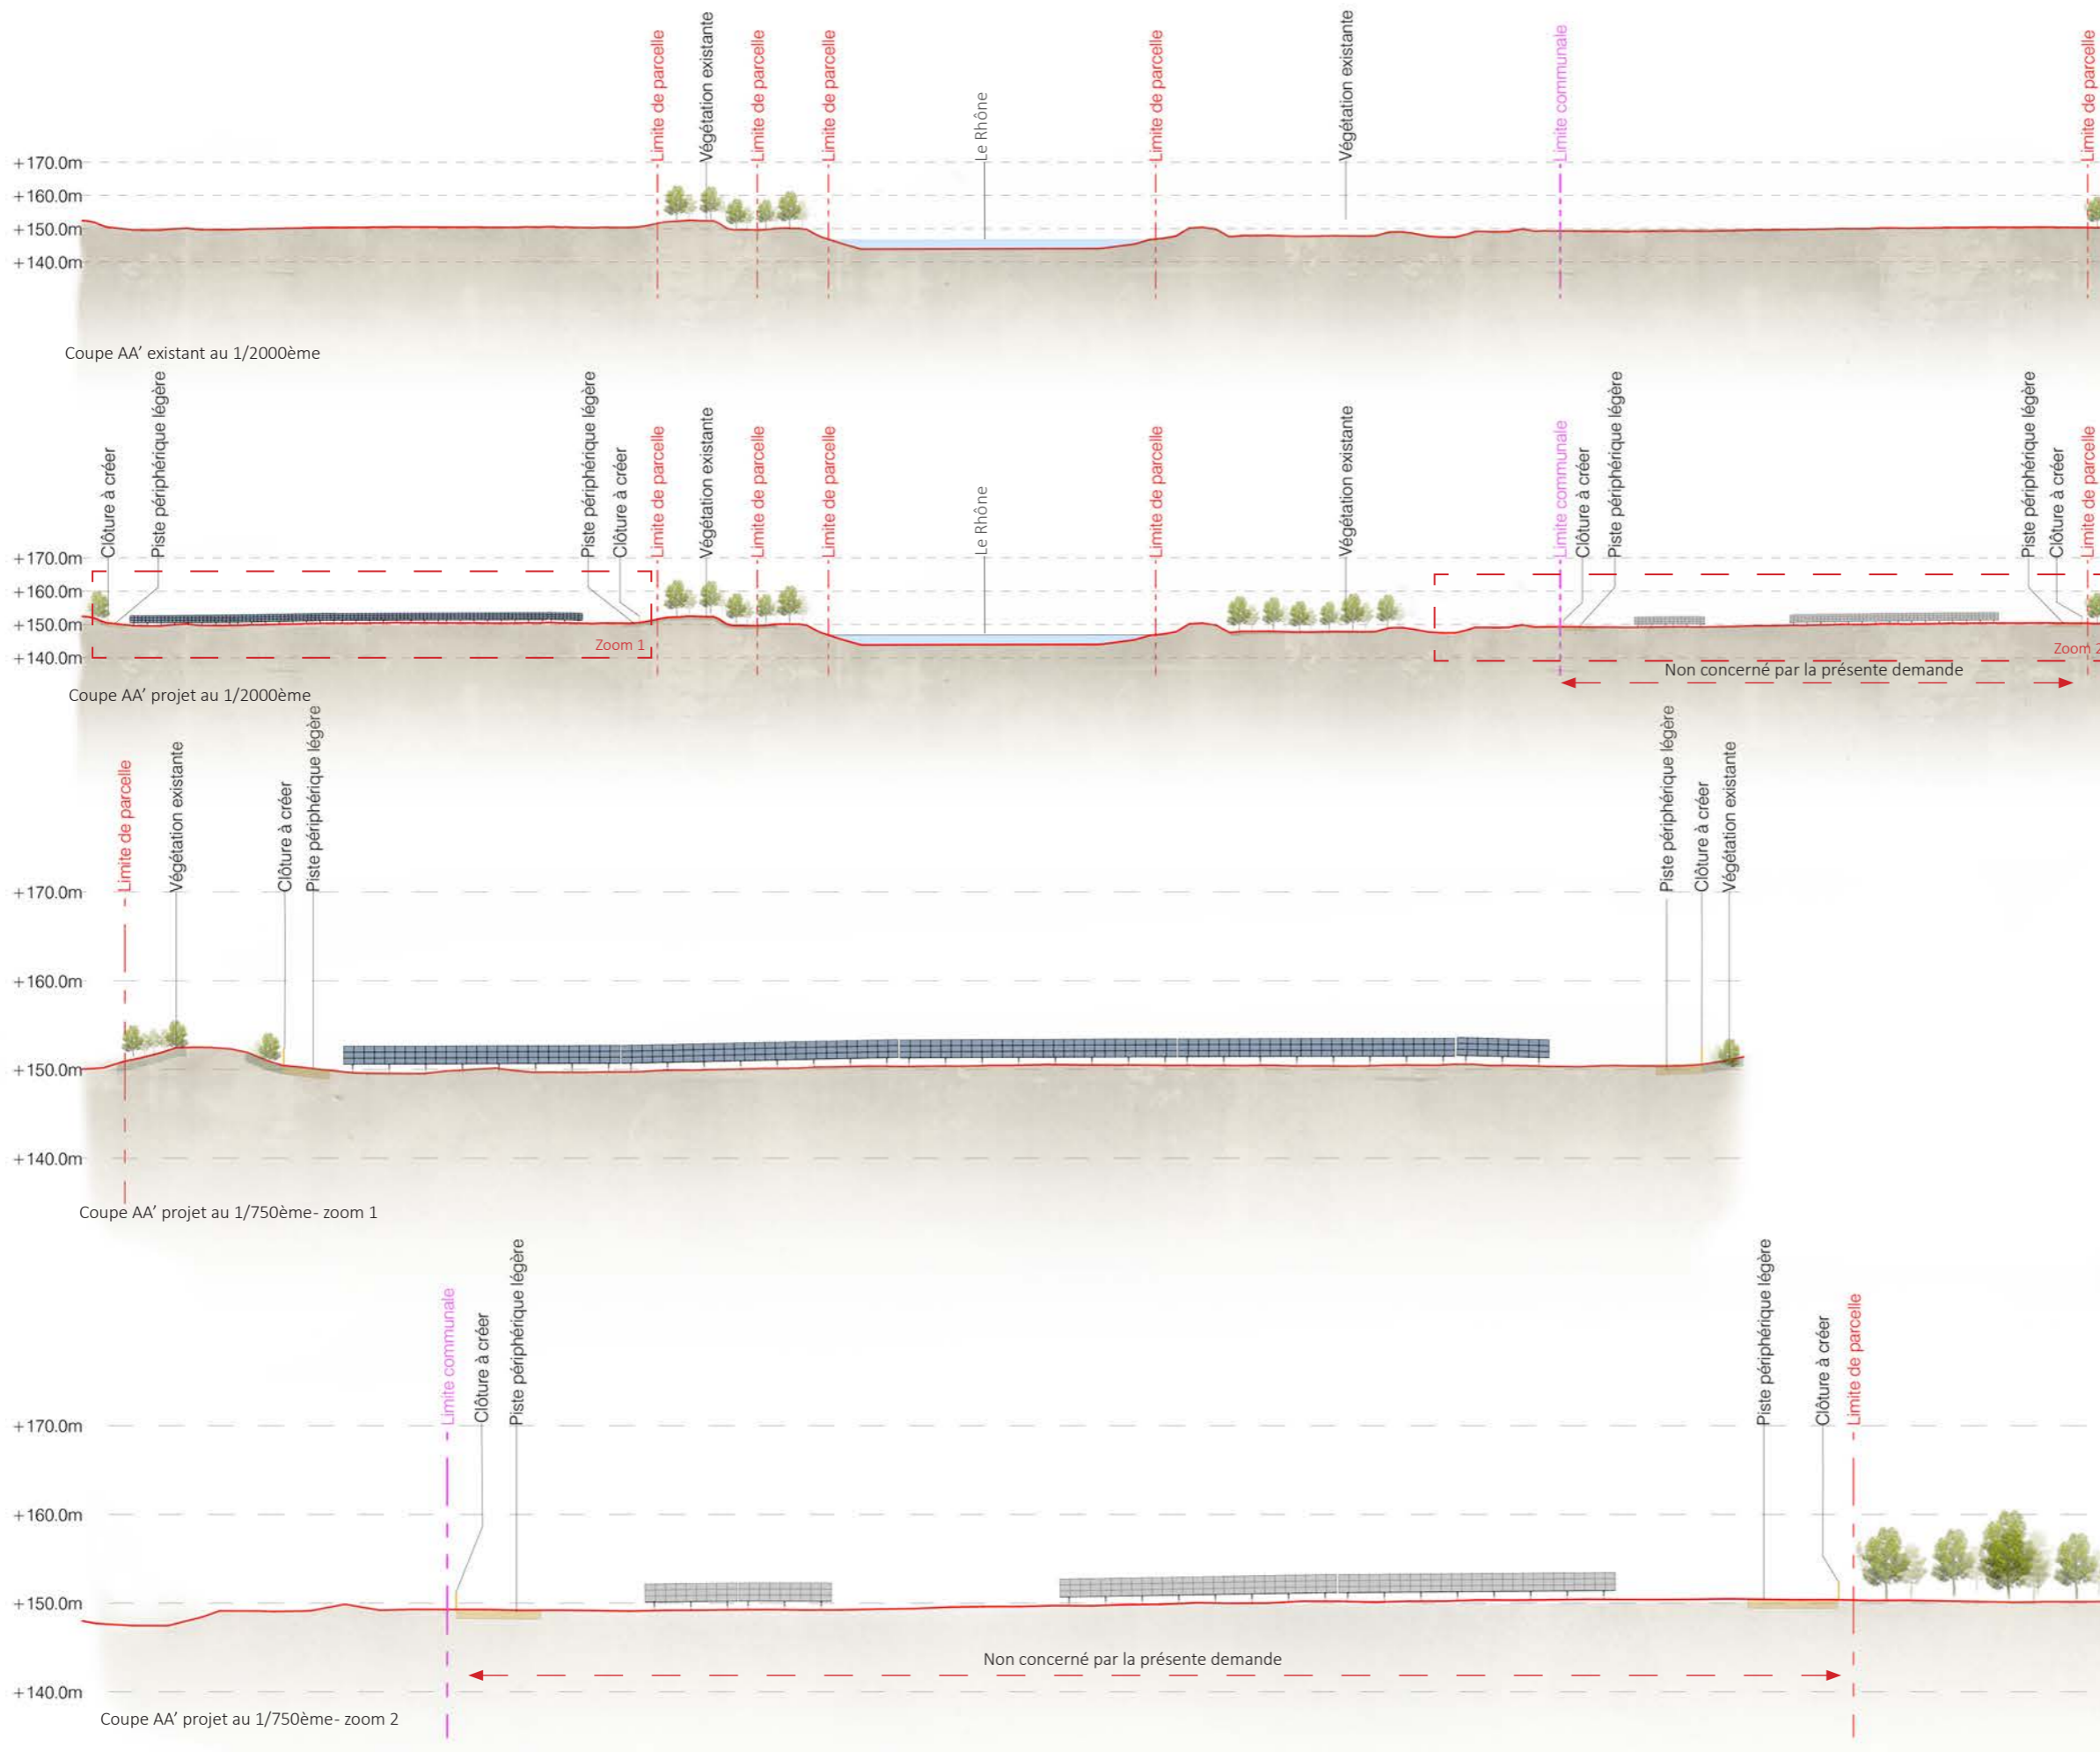 Limite de parcelle
Végétation existante
Limite de parcelle
Limite de parcelle
Le Rhône
Limite de parcelle
Végétation existante
Limite communale
Limite de parcelle
+170.0m
+160.0m
+150.0m
+140.0m
Coupe AA' existant au 1/2000ème
Clôture à créer
Piste périphérique légère
Piste périphérique légère
Clôture à créer
Limite de parcelle
Végétation existante
Limite de parcelle
Limite de parcelle
Le Rhône
Limite de parcelle
Végétation existante
Limite communale
Clôture à créer
Piste périphérique légère
Piste périphérique légère
Clôture à créer
Limite de parcelle
+170.0m
+160.0m
+150.0m
+140.0m
Zoom 1
Zoom 2
Non concerné par la présente demande
Coupe AA' projet au 1/2000ème
Limite de parcelle
Végétation existante
Clôture à créer
Piste périphérique légère
Piste périphérique légère
Clôture à créer
Végétation existante
+170.0m
+160.0m
+150.0m
+140.0m
Coupe AA' projet au 1/750ème- zoom 1
Limite communale
Clôture à créer
Piste périphérique légère
Piste périphérique légère
Clôture à créer
Limite de parcelle
+170.0m
+160.0m
+150.0m
Non concerné par la présente demande
+140.0m
Coupe AA' projet au 1/750ème- zoom 2